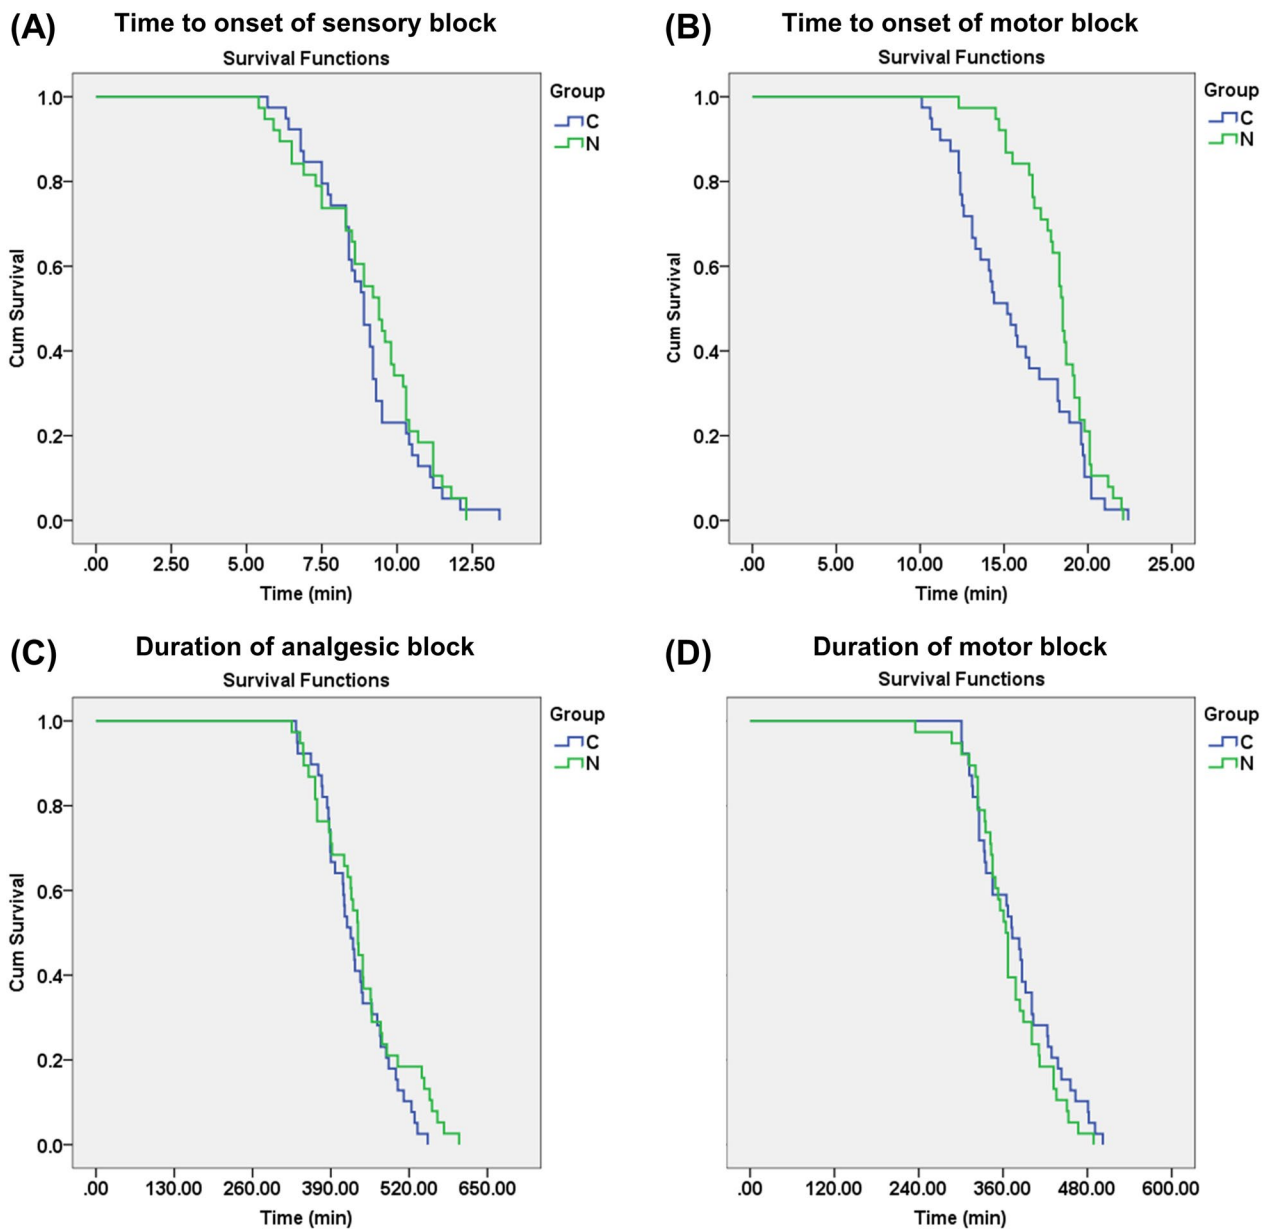 (A) Time to onset of sensory block
Survival Functions
Cum Survival
1.0
0.8
0.6
0.4
0.2
0.0
.00 2.50 5.00 7.50 10.00 12.50
Time (min)
Group
C
N
(B) Time to onset of motor block
Survival Functions
Cum Survival
1.0
0.8
0.6
0.4
0.2
0.0
.00 5.00 10.00 15.00 20.00 25.00
Time (min)
Group
C
N
(C) Duration of analgesic block
Survival Functions
Cum Survival
1.0
0.8
0.6
0.4
0.2
0.0
.00 130.00 260.00 390.00 520.00 650.00
Time (min)
Group
C
N
(D) Duration of motor block
Survival Functions
.00 120.00 240.00 360.00 480.00 600.00
Time (min)
Group
C
N